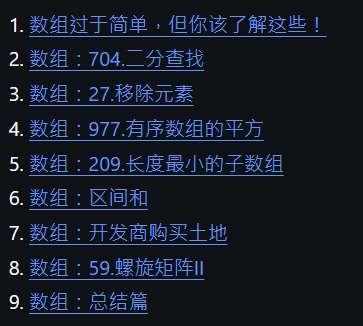 1. 数组过于简单，但你该了解这些！
2. 数组：704.二分查找
3. 数组：27.移除元素
4. 数组：977.有序数组的平方
5. 数组：209.长度最小的子数组
6. 数组：区间和
7. 数组：开发商购买土地
8. 数组：59.螺旋矩阵II
9. 数组：总结篇